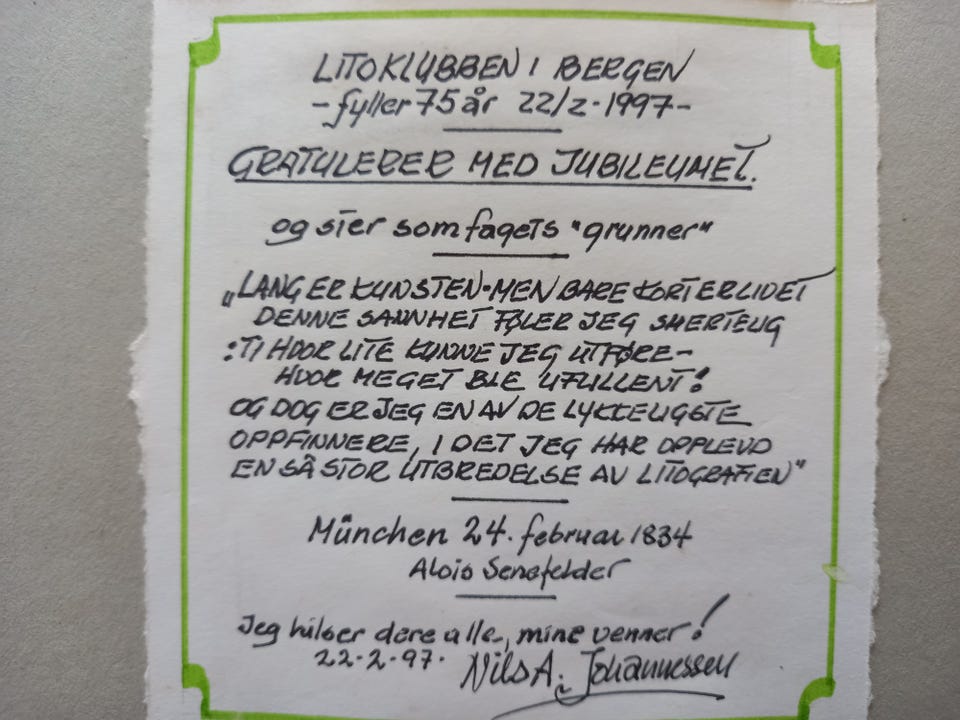 LITOKLUBBEN I BERGEN
-fyller 75 år 22/2-1997-
GRATULERER MED JUBILEUMET.
og sier som fagets "grunner"
„LANG ER KUNSTEN-MEN BARE KORT ER LIVET
DENNE SANNHET FØLER JEG SMERTELIG
:TI HVOR LITE KUNNE JEG UTFØRE-
HVOR MEGET BLE UFULLENT!
OG DOG ER JEG EN AV DE LYKKELIGSTE
OPPFINNERE, I DET JEG HAR OPPLEVD
EN SÅ STOR UTBREDELSE AV LITOGRAFIEN"
München 24. februar 1834
Alois Senefelder
Jeg hilser dere alle, mine venner!
22-2-97. Nils A. Johannessen